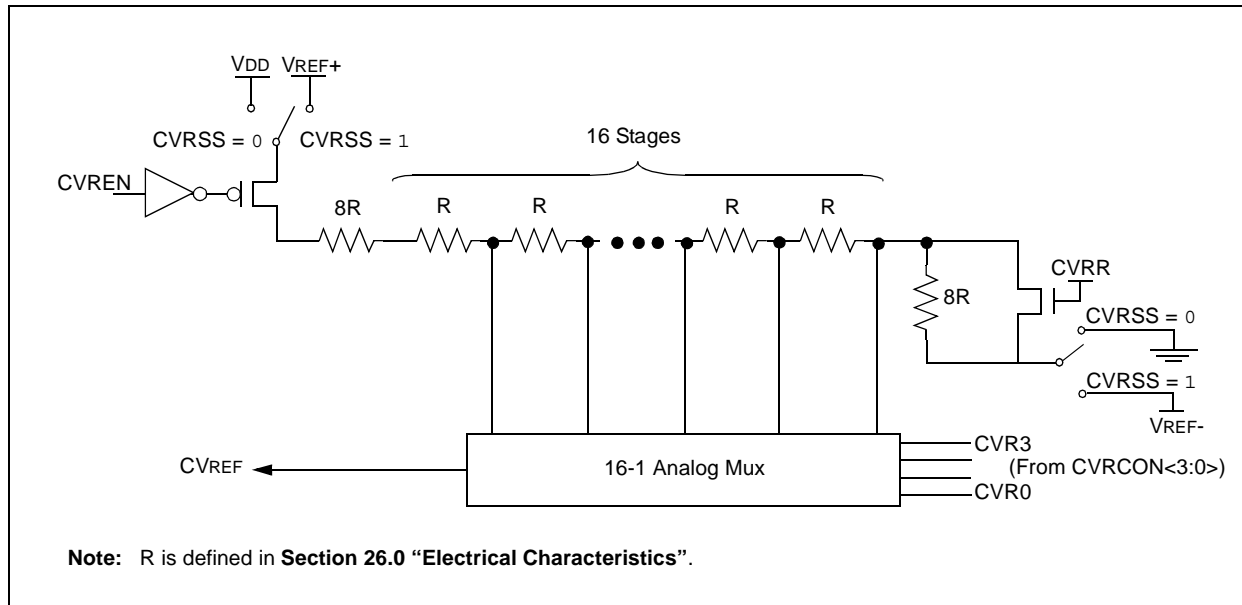 VDD VREF+
CVRSS = 0 CVRSS = 1
16 Stages
CVREN
8R R R R R
CVRR
8R
CVRSS = 0
CVRSS = 1
VREF-
CVR3
CVREF 16-1 Analog Mux (From CVRCON<3:0>)
CVR0
Note: R is defined in Section 26.0 “Electrical Characteristics”.